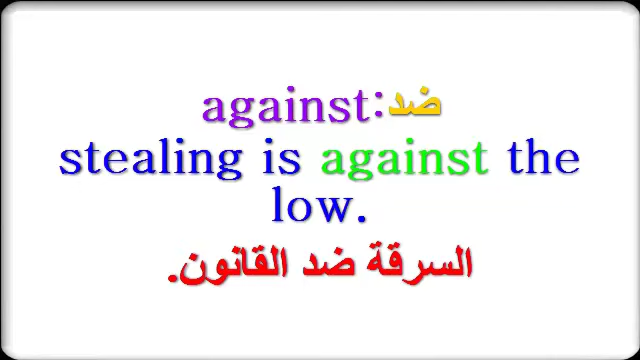 against:ضد
stealing is against the
low.
السرقة ضد القانون.